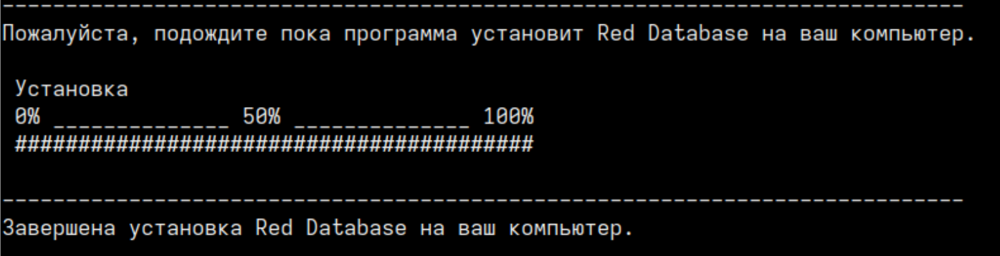 ----------------------------------------------------------------------------
Пожалуйста, подождите пока программа установит Red Database на ваш компьютер.
Установка
0% ______________ 50% ______________ 100%
#########################################
----------------------------------------------------------------------------
Завершена установка Red Database на ваш компьютер.